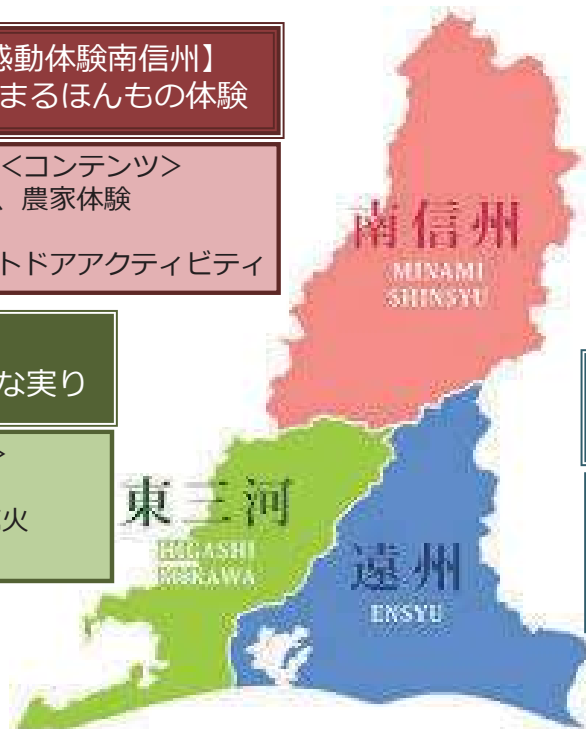 感動体験南信州】
まるほんもの体験
<コンテンツ>
、農家体験
トドアアクティビティ
な実り
>
火
南信州
MINAMI
SHINSYU
東三河
HIGASHI
MIKAWA
遠州
ENSYU